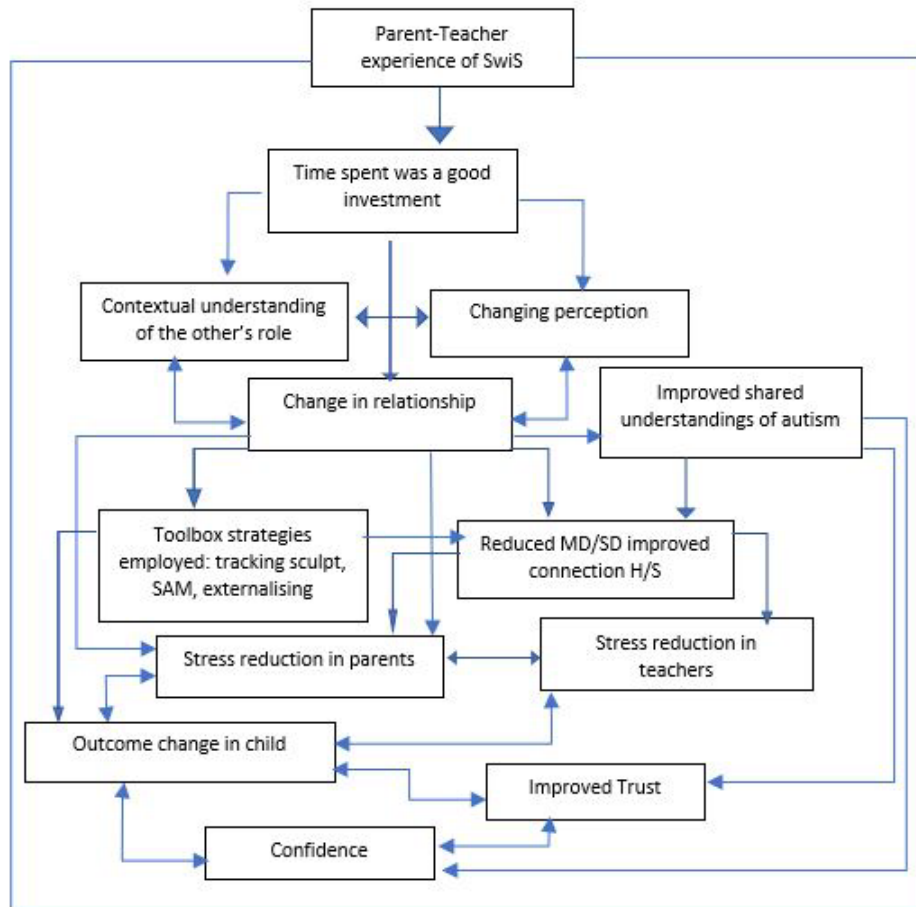 Parent-Teacher
experience of SwiS
Time spent was a good
investment
Contextual understanding
of the other's role
Changing perception
Change in relationship
Improved shared
understandings of autism
Toolbox strategies
employed: tracking sculpt,
SAM, externalising
Reduced MD/SD improved
connection H/S
Stress reduction in parents
Stress reduction in
teachers
Outcome change in child
Improved Trust
Confidence